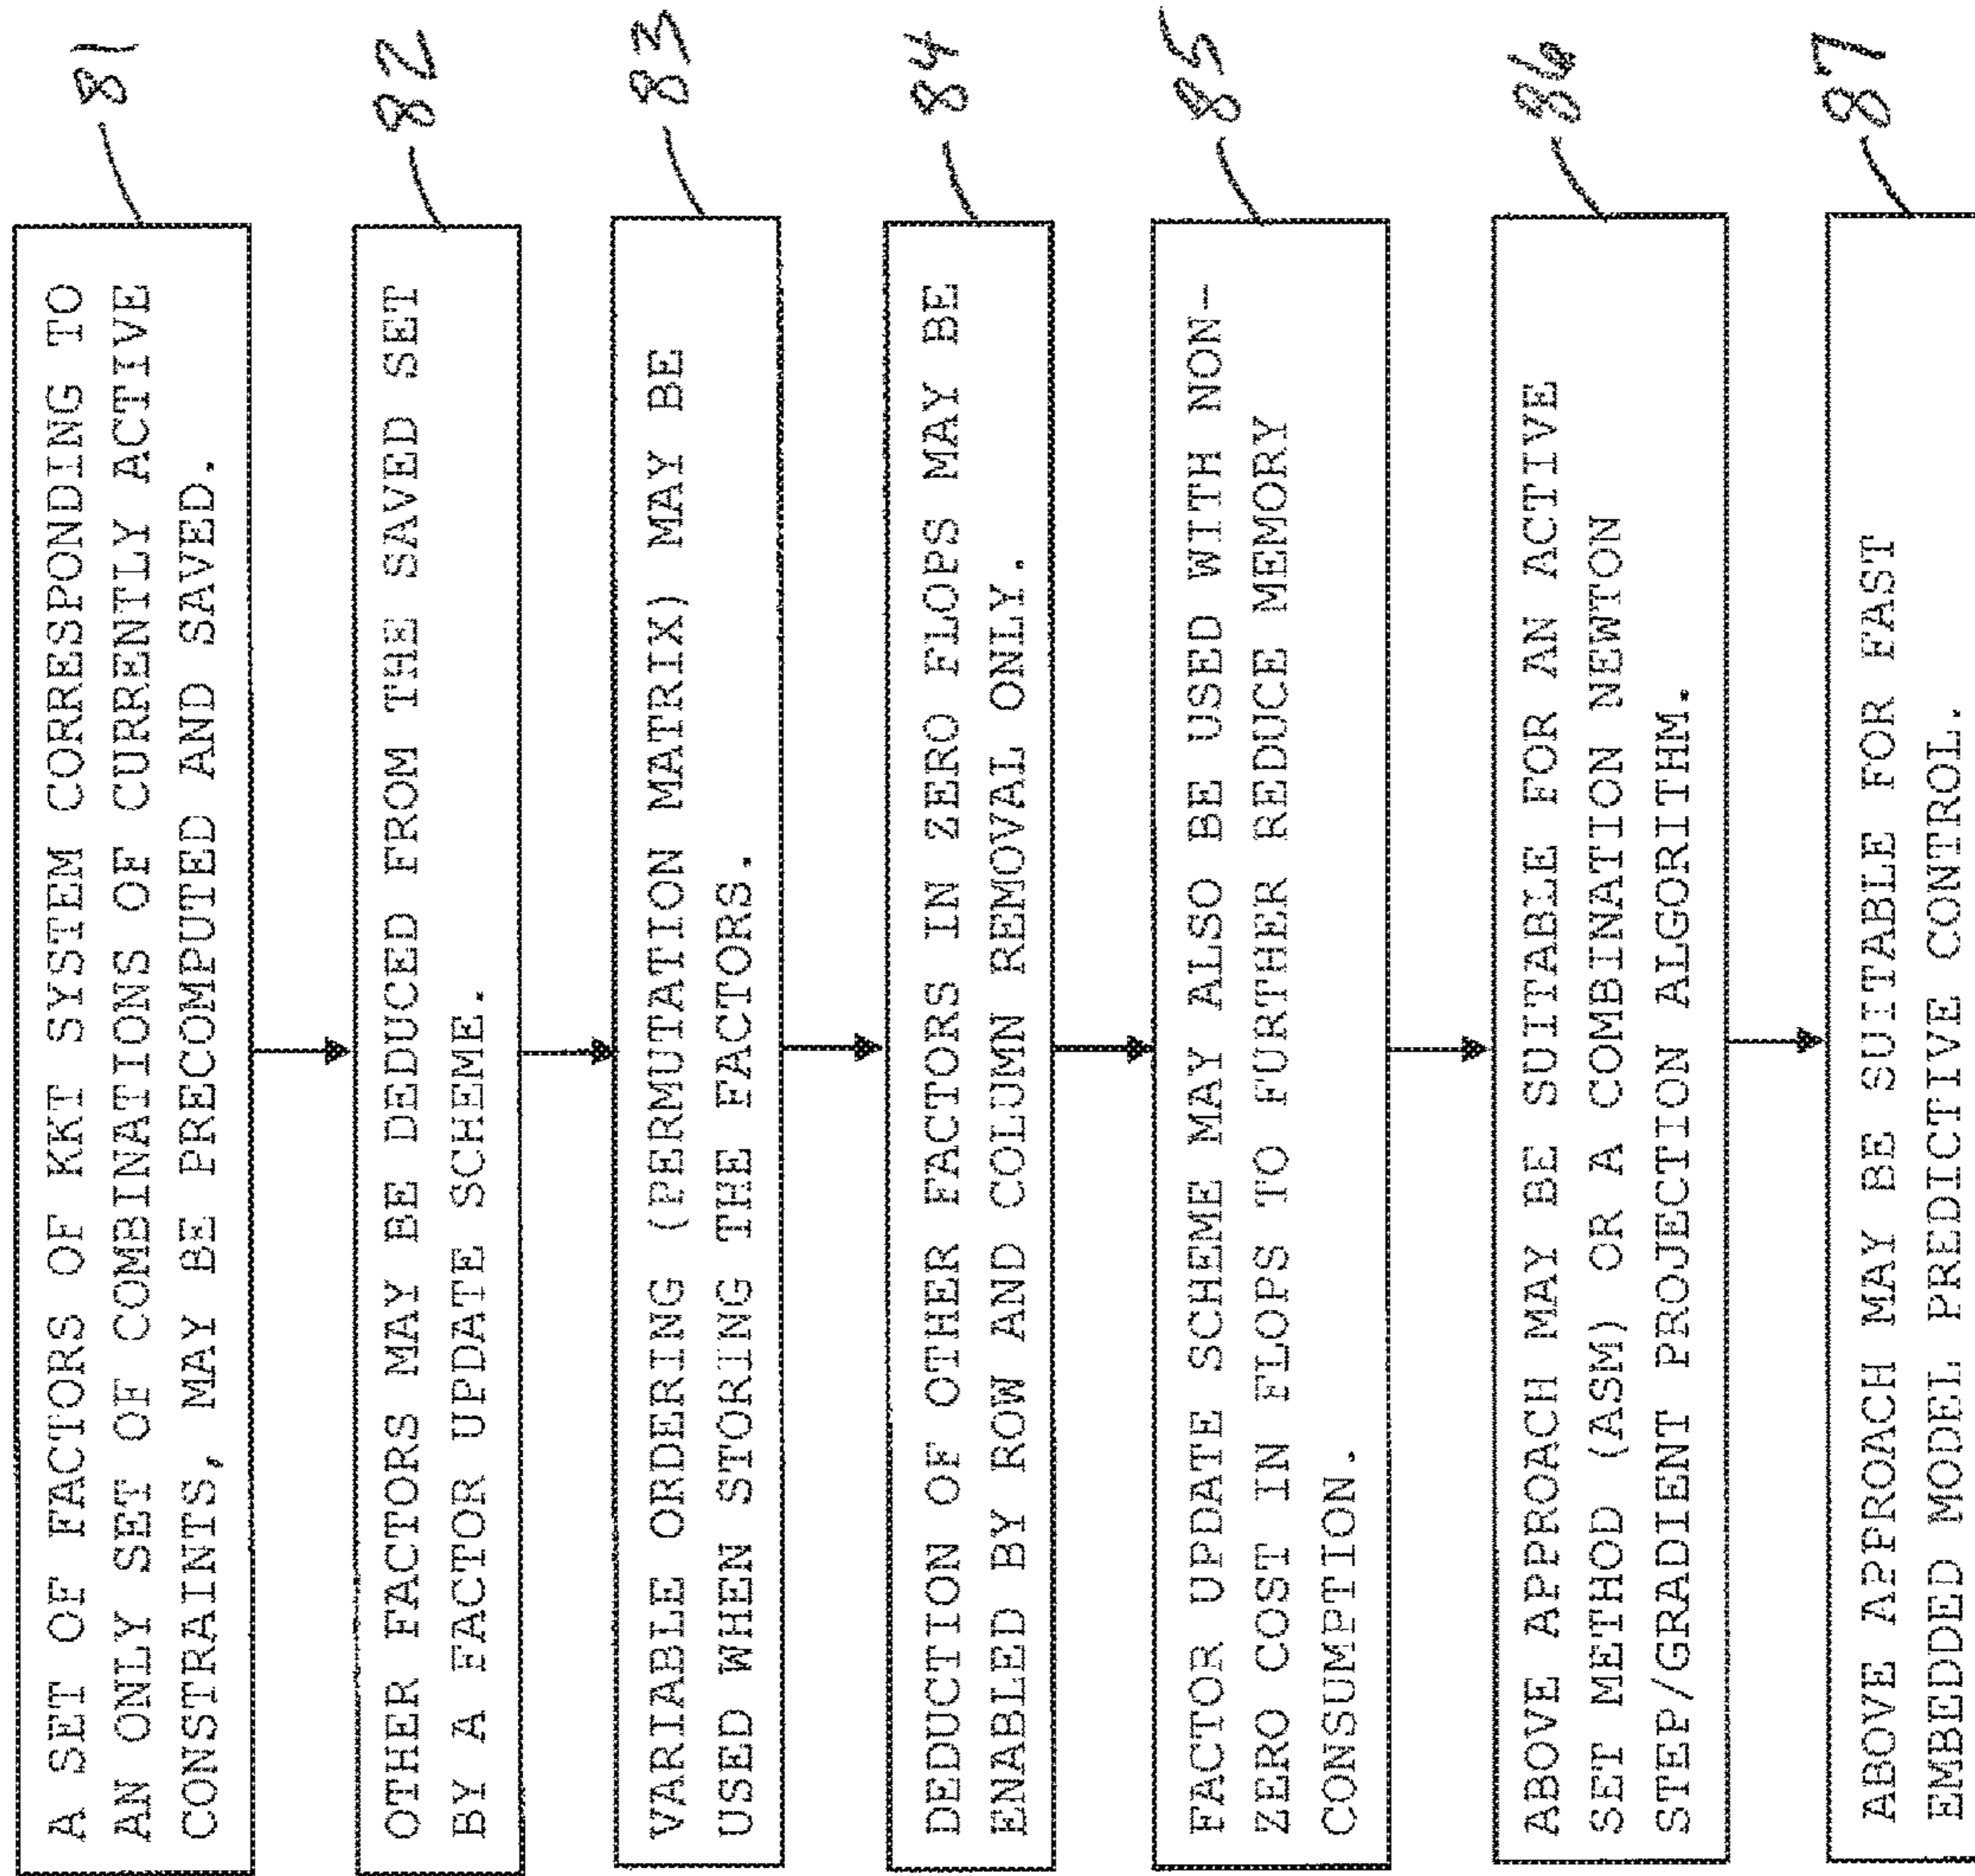 A SET OF FACTORS OF KKT SYSTEM CORRESPONDING TO
AN ONLY SET OF COMBINATIONS OF CURRENTLY ACTIVE
CONSTRAINTS, MAY BE PRECOMPUTED AND SAVED.
81
OTHER FACTORS MAY BE DEDUCED FROM THE SAVED SET
BY A FACTOR UPDATE SCHEME.
82
VARIABLE ORDERING (PERMUTATION MATRIX) MAY BE
USED WHEN STORING THE FACTORS.
83
DEDUCTION OF OTHER FACTORS IN ZERO FLOPS MAY BE
ENABLED BY ROW AND COLUMN REMOVAL ONLY.
84
FACTOR UPDATE SCHEME MAY ALSO BE USED WITH NON-
ZERO COST IN FLOPS TO FURTHER REDUCE MEMORY
CONSUMPTION.
85
ABOVE APPROACH MAY BE SUITABLE FOR AN ACTIVE
SET METHOD (ASM) OR A COMBINATION NEWTON
STEP/GRADIENT PROJECTION ALGORITHM.
86
ABOVE APPROACH MAY BE SUITABLE FOR FAST
EMBEDDED MODEL PREDICTIVE CONTROL.
87